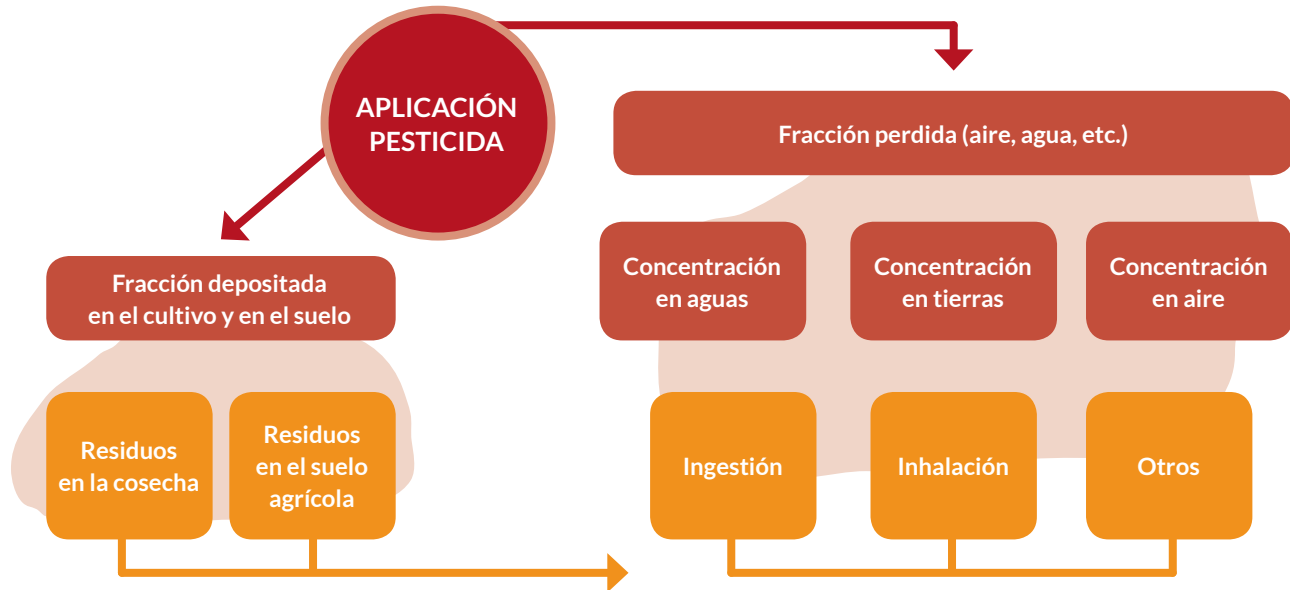 APLICACIÓN
PESTICIDA
Fracción perdida (aire, agua, etc.)
Fracción depositada
en el cultivo y en el suelo
Concentración
en aguas
Concentración
en tierras
Concentración
en aire
Residuos
en la cosecha
Residuos
en el suelo
agrícola
Ingestión
Inhalación
Otros